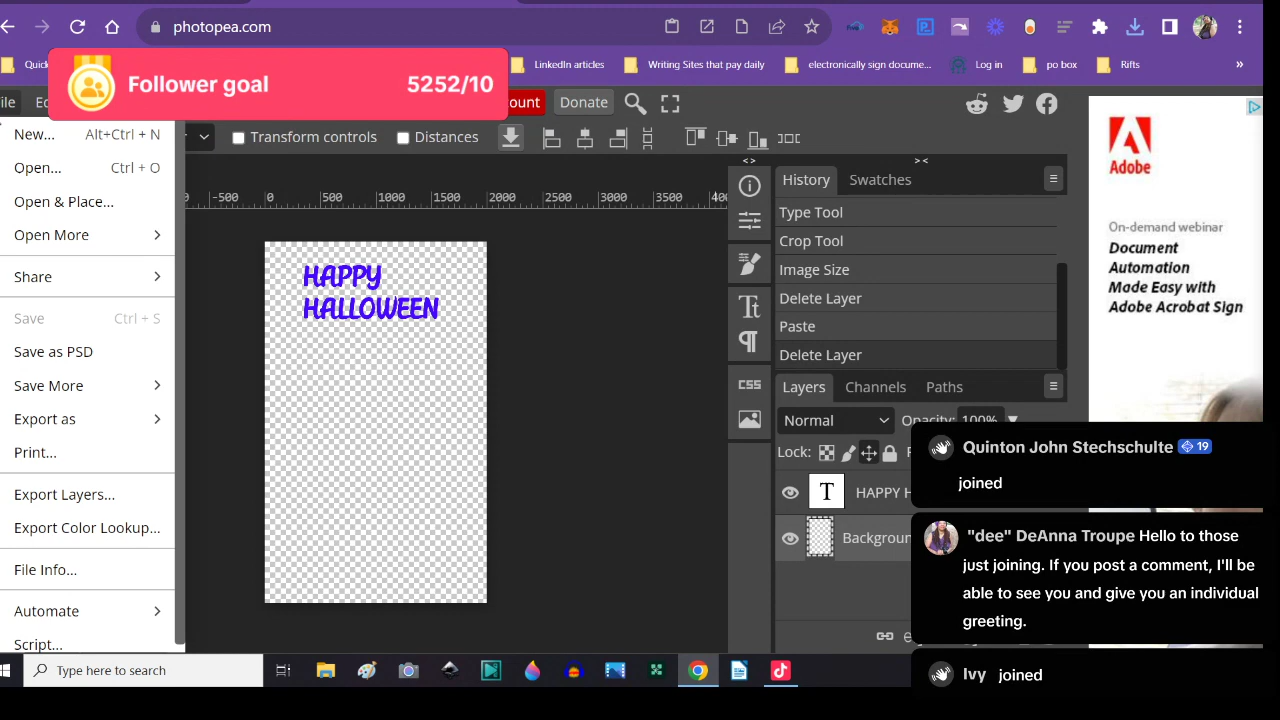 photopea.com
Quick
LinkedIn articles
Writing Sites that pay daily
electronically sign docume...
Log in
po box
Rifts
»
Follower goal 5252/10
File
Ed
ount
Donate
New... Alt+Ctrl + N
Open... Ctrl + O
Open & Place...
Open More
Share
Save Ctrl + S
Save as PSD
Save More
Export as
Print...
Export Layers...
Export Color Lookup...
File Info...
Automate
Script...
Transform controls
Distances
-500 0 500 1000 1500 2000 2500 3000 3500 400
HAPPY
HALLOWEEN
< >
> <
History
Swatches
Type Tool
Crop Tool
Image Size
Delete Layer
Paste
Delete Layer
CSS
Layers
Channels
Paths
Normal
Opacity: 100%
Lock:
T HAPPY H
Backgroun
Adobe
On-demand webinar
Document
Automation
Made Easy with
Adobe Acrobat Sign
Quinton John Stechschulte 19
joined
"dee" DeAnna Troupe Hello to those
just joining. If you post a comment, I'll be
able to see you and give you an individual
greeting.
Ivy joined
Type here to search